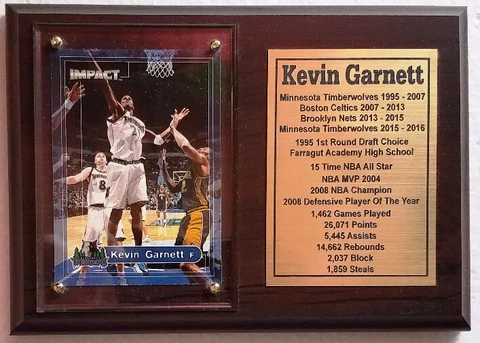 IMPACT
8
Kevin Garnett F
Kevin Garnett
Minnesota Timberwolves 1995 - 2007
Boston Celtics 2007 - 2013
Brooklyn Nets 2013 - 2015
Minnesota Timberwolves 2015 - 2016
1995 1st Round Draft Choice
Farragut Academy High School
15 Time NBA All Star
NBA MVP 2004
2008 NBA Champion
2008 Defensive Player Of The Year
1,462 Games Played
26,071 Points
5,445 Assists
14,662 Rebounds
2,037 Block
1,859 Steals